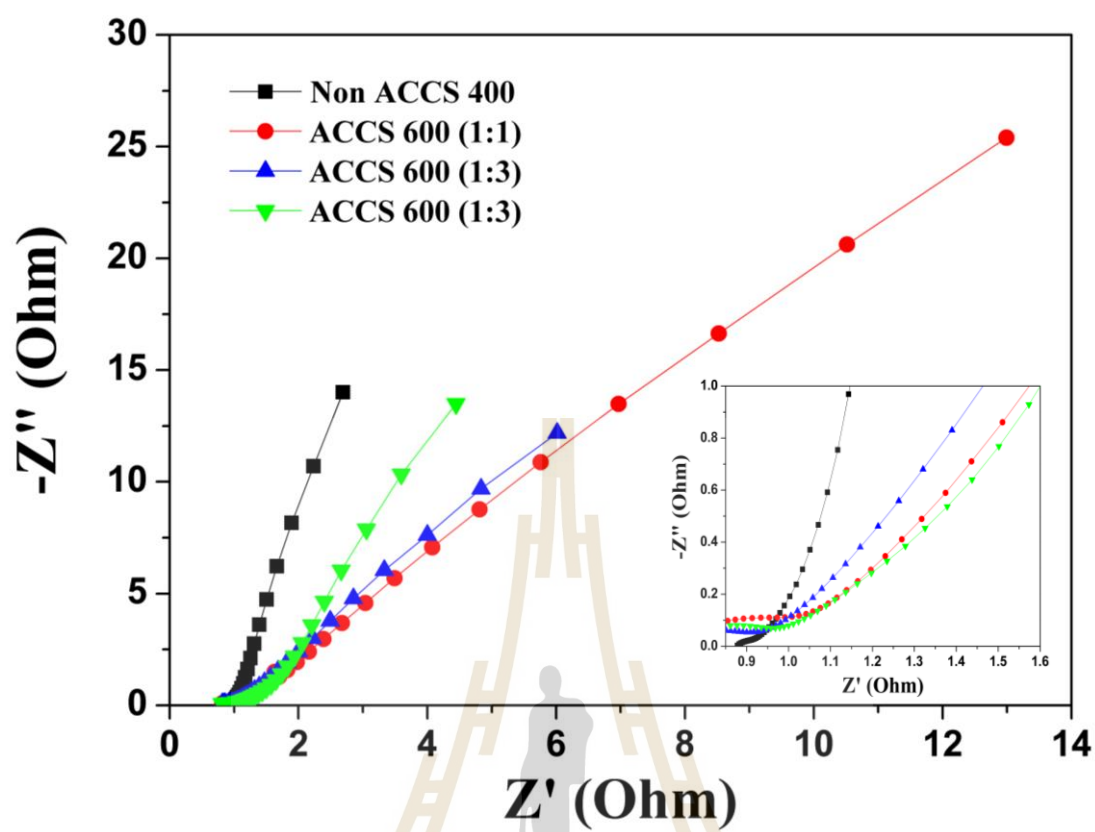 30
25
20
15
10
5
0
-Z'' (Ohm)
Non ACCS 400
ACCS 600 (1:1)
ACCS 600 (1:3)
ACCS 600 (1:3)
1.0
0.8
0.6
0.4
0.2
0.0
-Z'' (Ohm)
0.9 1.0 1.1 1.2 1.3 1.4 1.5 1.6
Z' (Ohm)
0 2 4 6 8 10 12 14
Z' (Ohm)